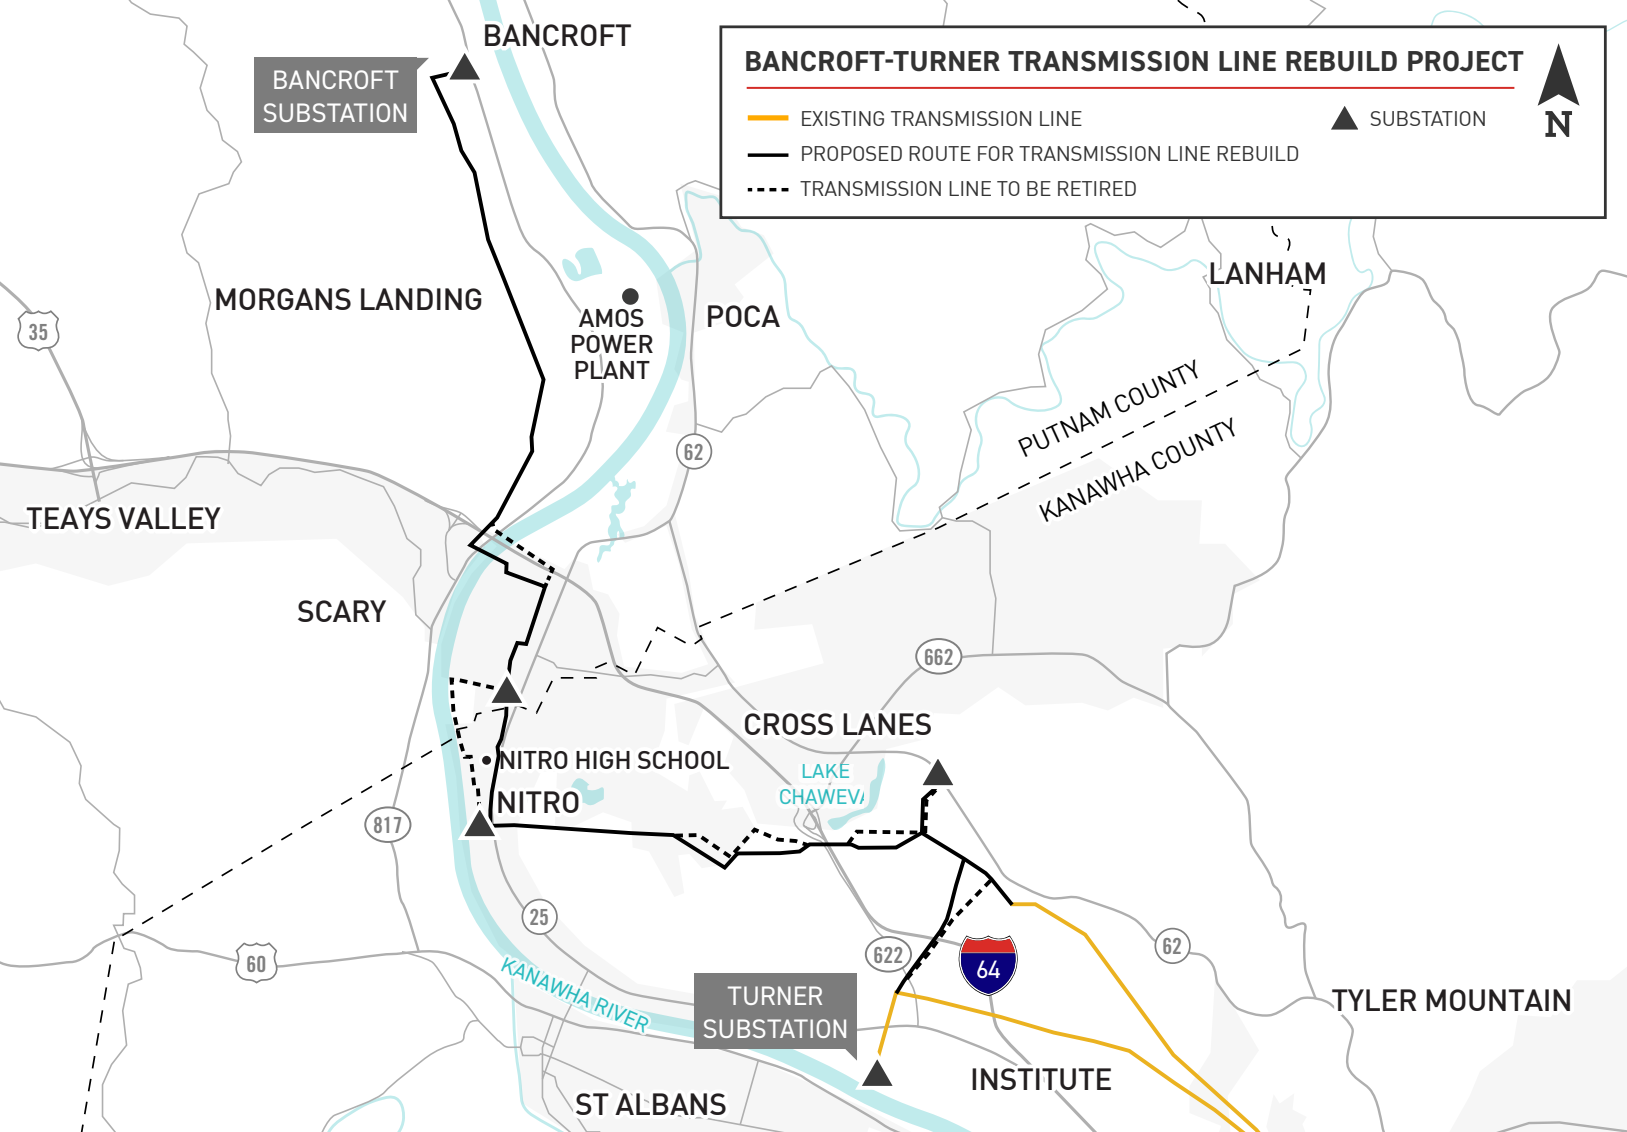 BANCROFT
BANCROFT
SUBSTATION
BANCROFT-TURNER TRANSMISSION LINE REBUILD PROJECT
EXISTING TRANSMISSION LINE
SUBSTATION
N
PROPOSED ROUTE FOR TRANSMISSION LINE REBUILD
TRANSMISSION LINE TO BE RETIRED
LANHAM
MORGANS LANDING
35
AMOS
POWER
PLANT
POCA
PUTNAM COUNTY
KANAWHA COUNTY
62
TEAYS VALLEY
SCARY
662
CROSS LANES
NITRO HIGH SCHOOL
LAKE
CHAWEVA
NITRO
817
25
60
622
64
62
KANAWHA RIVER
TURNER
SUBSTATION
TYLER MOUNTAIN
INSTITUTE
ST ALBANS